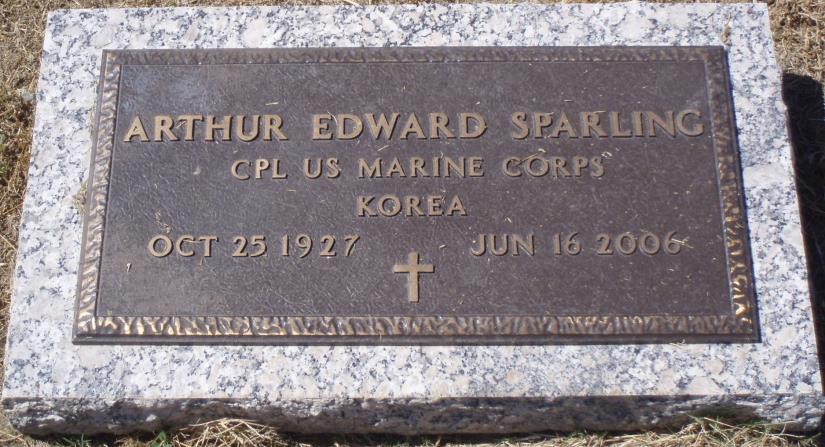 ARTHUR EDWARD SPARLING
CPL US MARINE CORPS
KOREA
OCT 25 1927 JUN 16 2006